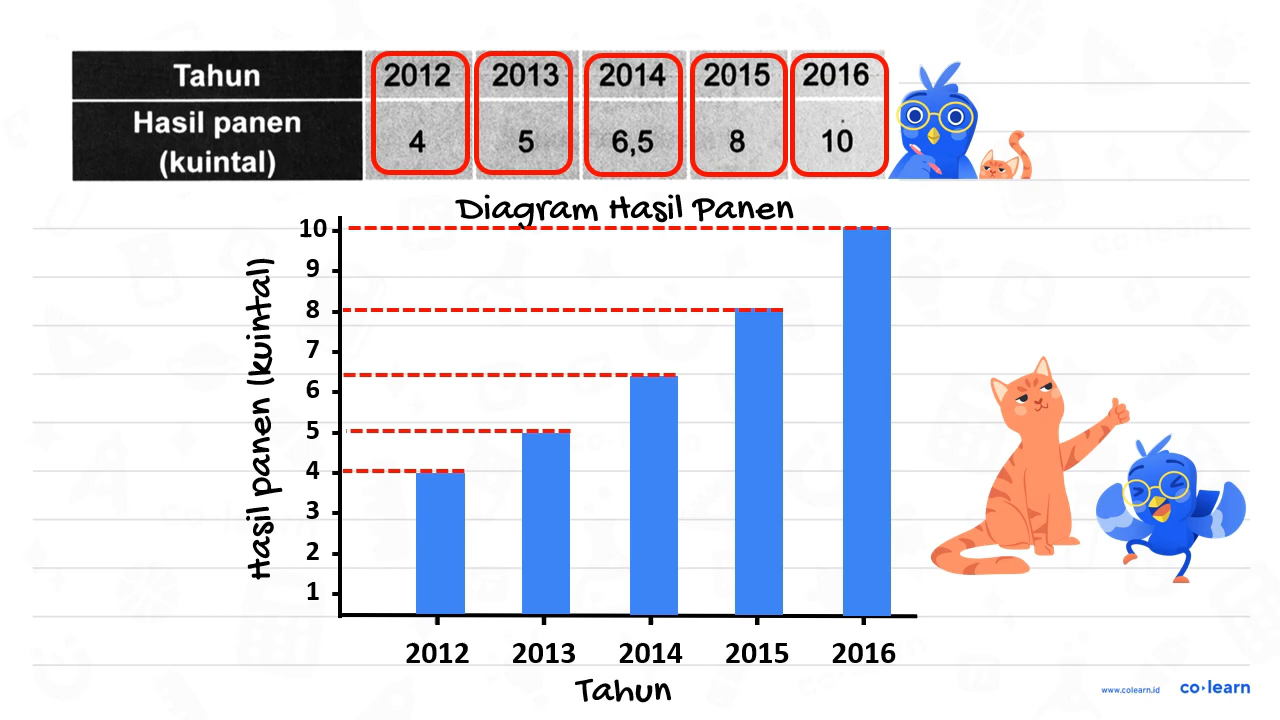 Tahun 2012 2013 2014 2015 2016
Hasil panen
(kuintal) 4 5 6,5 8 10
Diagram Hasil Panen
Hasil panen (kuintal)
10
9
8
7
6
5
4
3
2
1
2012 2013 2014 2015 2016
Tahun
www.colearn.id co·learn